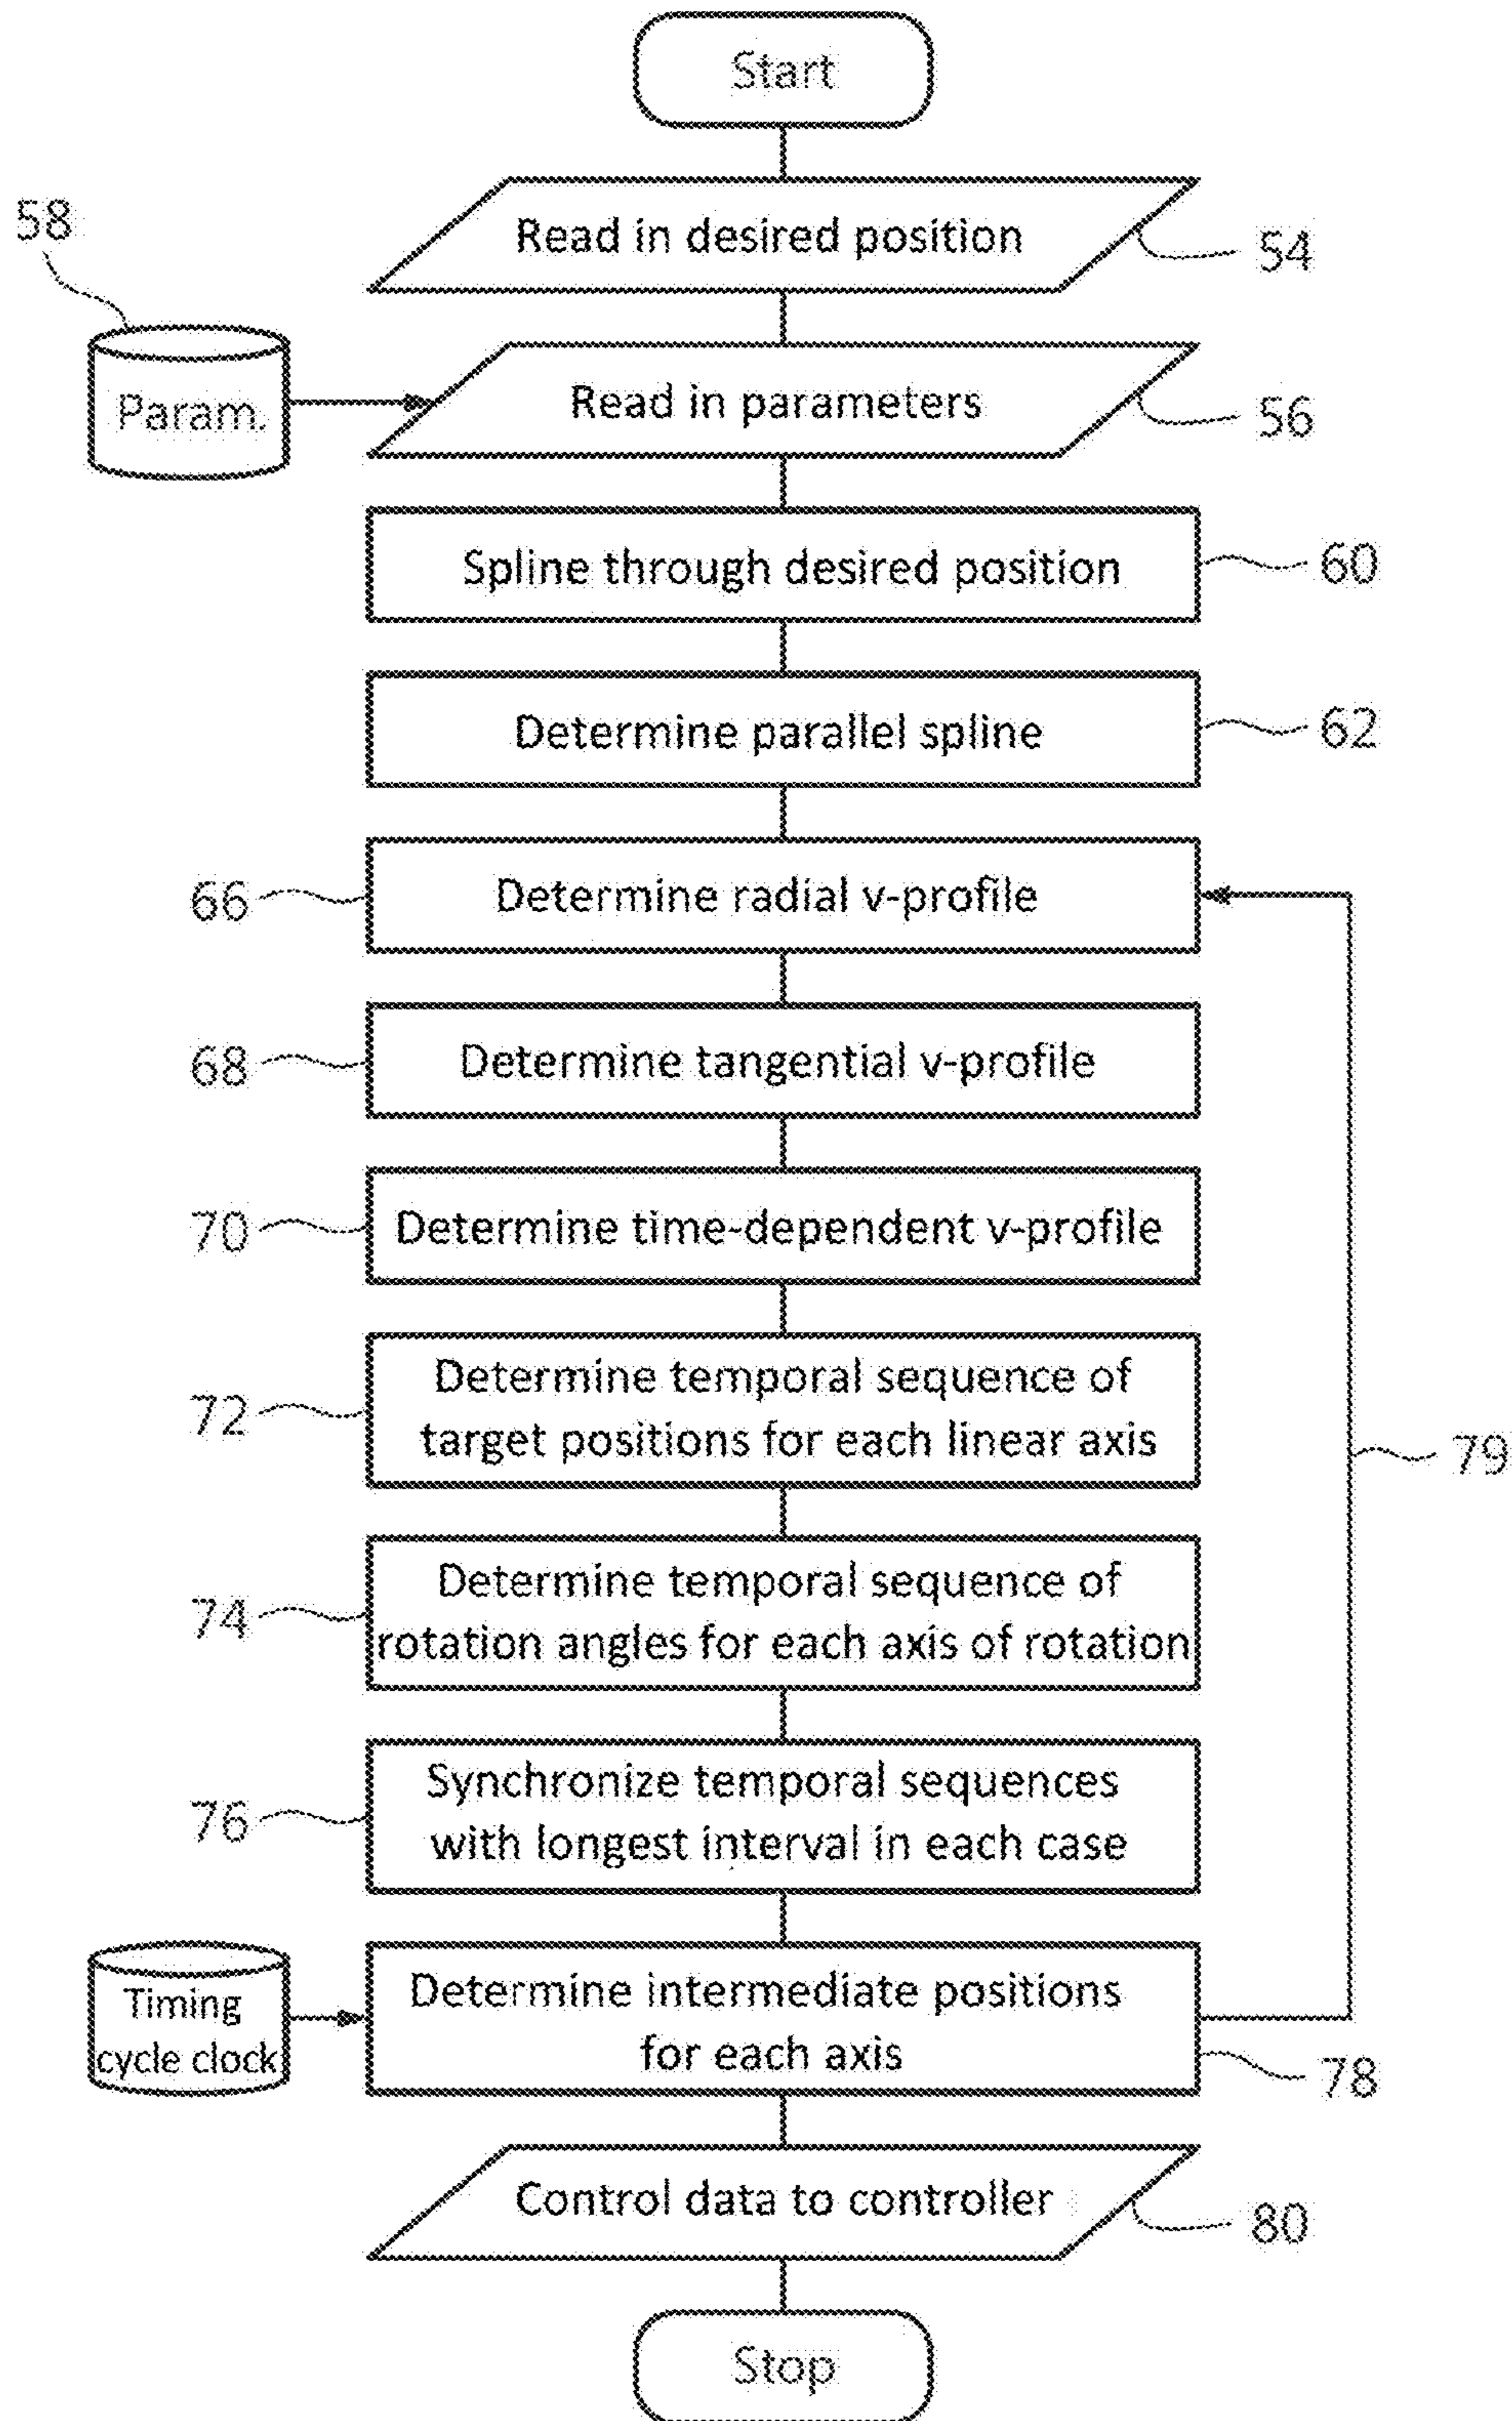 Start
Read in desired position
54
58
Param.
Read in parameters
56
Spline through desired position
60
Determine parallel spline
62
66
Determine radial v-profile
68
Determine tangential v-profile
70
Determine time-dependent v-profile
72
Determine temporal sequence of
target positions for each linear axis
79
74
Determine temporal sequence of
rotation angles for each axis of rotation
76
Synchronize temporal sequences
with longest interval in each case
Timing
cycle clock
Determine intermediate positions
for each axis
78
Control data to controller
80
Stop